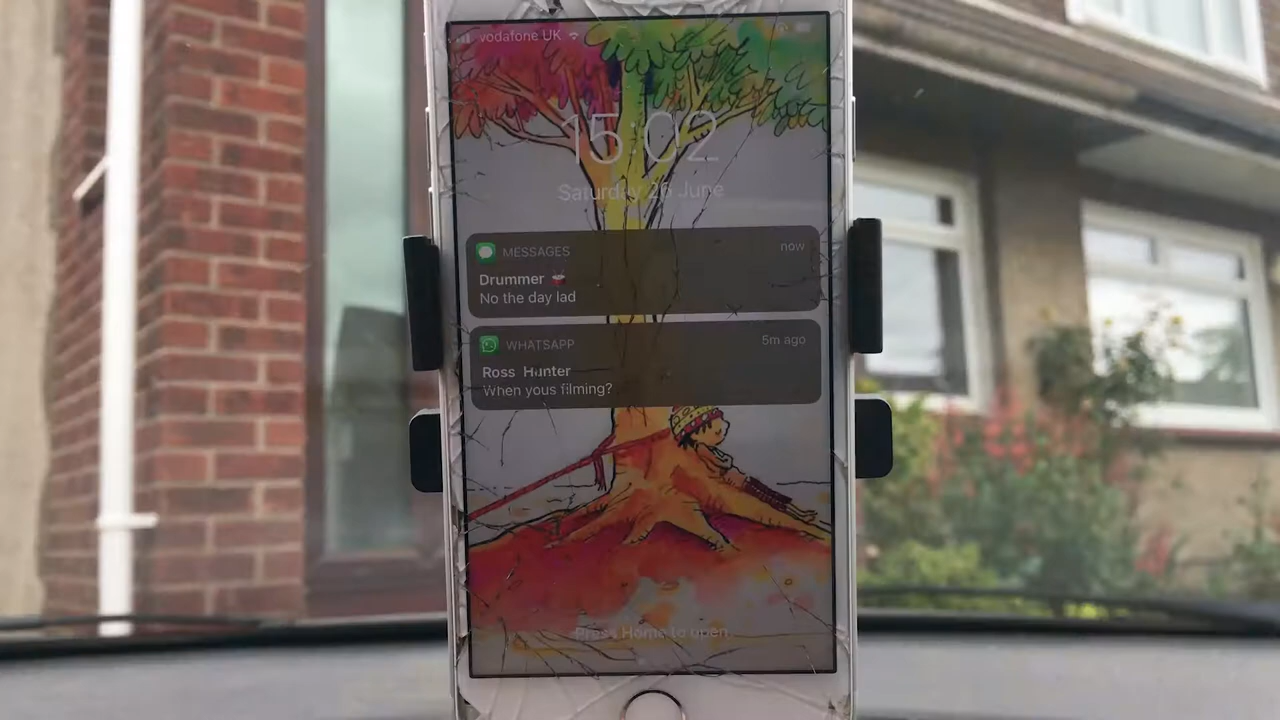 vodafone UK
15:02
Saturday, 26 June
MESSAGES
now
Drummer 🥁
No the day lad
WHATSAPP
5m ago
Ross Hunter
When yous filming?
Press Home to open